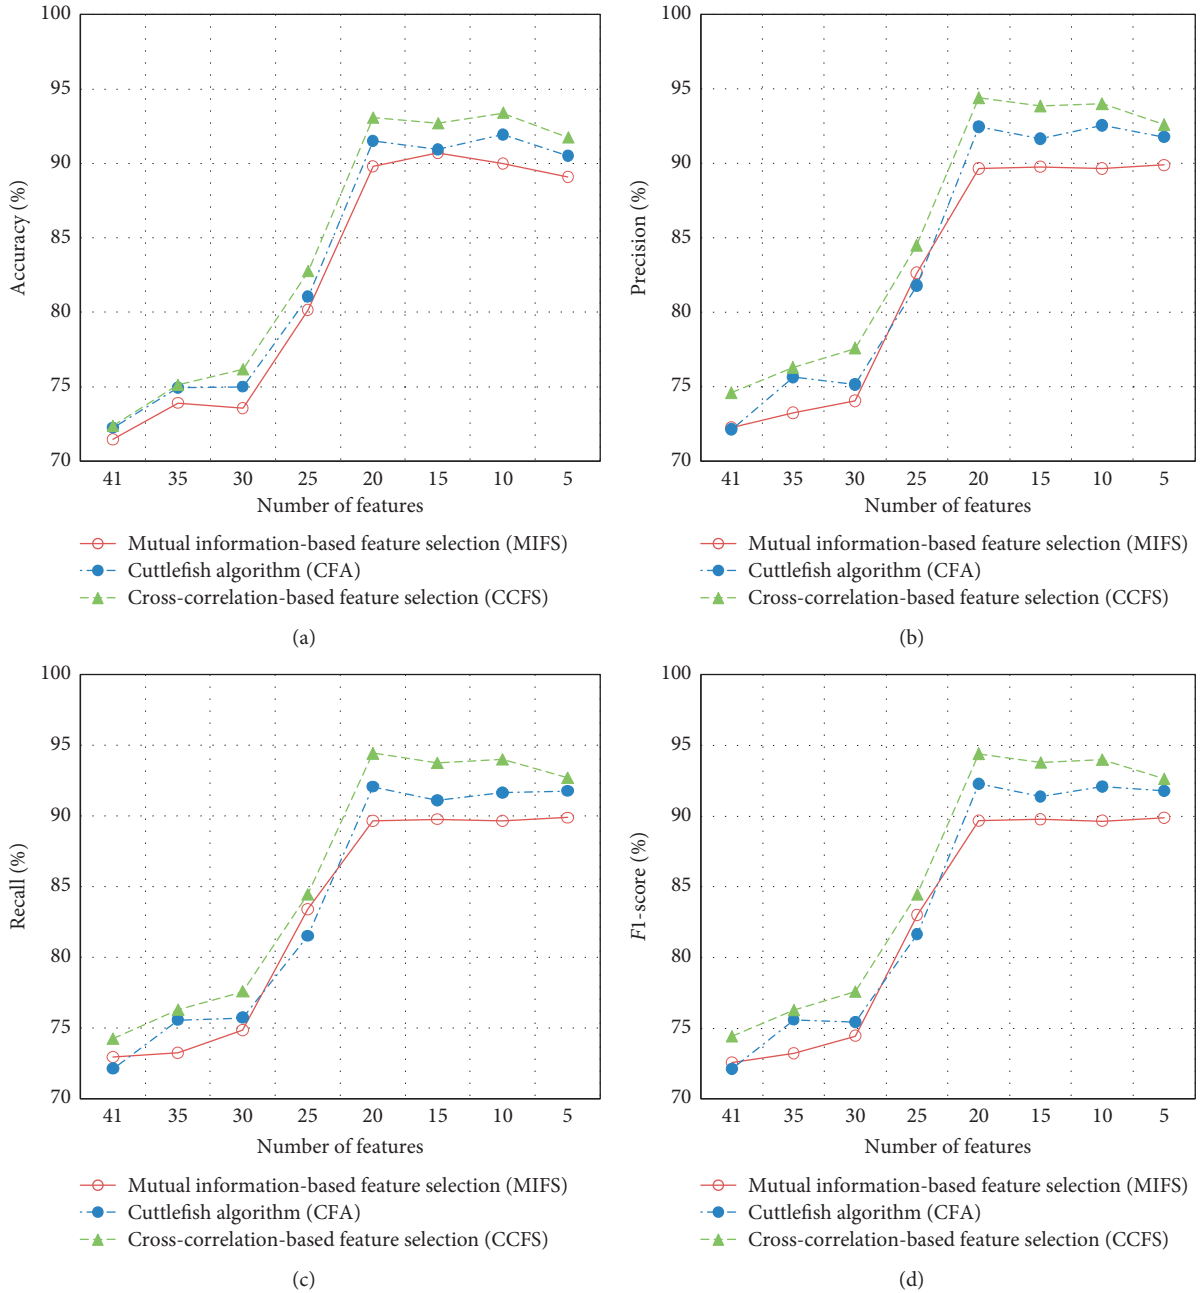 100
95
90
85
80
75
70
Accuracy (%)
41 35 30 25 20 15 10 5
Number of features
Mutual information-based feature selection (MIFS)
Cuttlefish algorithm (CFA)
Cross-correlation-based feature selection (CCFS)
(a)
100
95
90
85
80
75
70
Precision (%)
41 35 30 25 20 15 10 5
Number of features
Mutual information-based feature selection (MIFS)
Cuttlefish algorithm (CFA)
Cross-correlation-based feature selection (CCFS)
(b)
100
95
90
85
80
75
70
Recall (%)
41 35 30 25 20 15 10 5
Number of features
Mutual information-based feature selection (MIFS)
Cuttlefish algorithm (CFA)
Cross-correlation-based feature selection (CCFS)
(c)
100
95
90
85
80
75
70
F1-score (%)
41 35 30 25 20 15 10 5
Number of features
Mutual information-based feature selection (MIFS)
Cuttlefish algorithm (CFA)
Cross-correlation-based feature selection (CCFS)
(d)